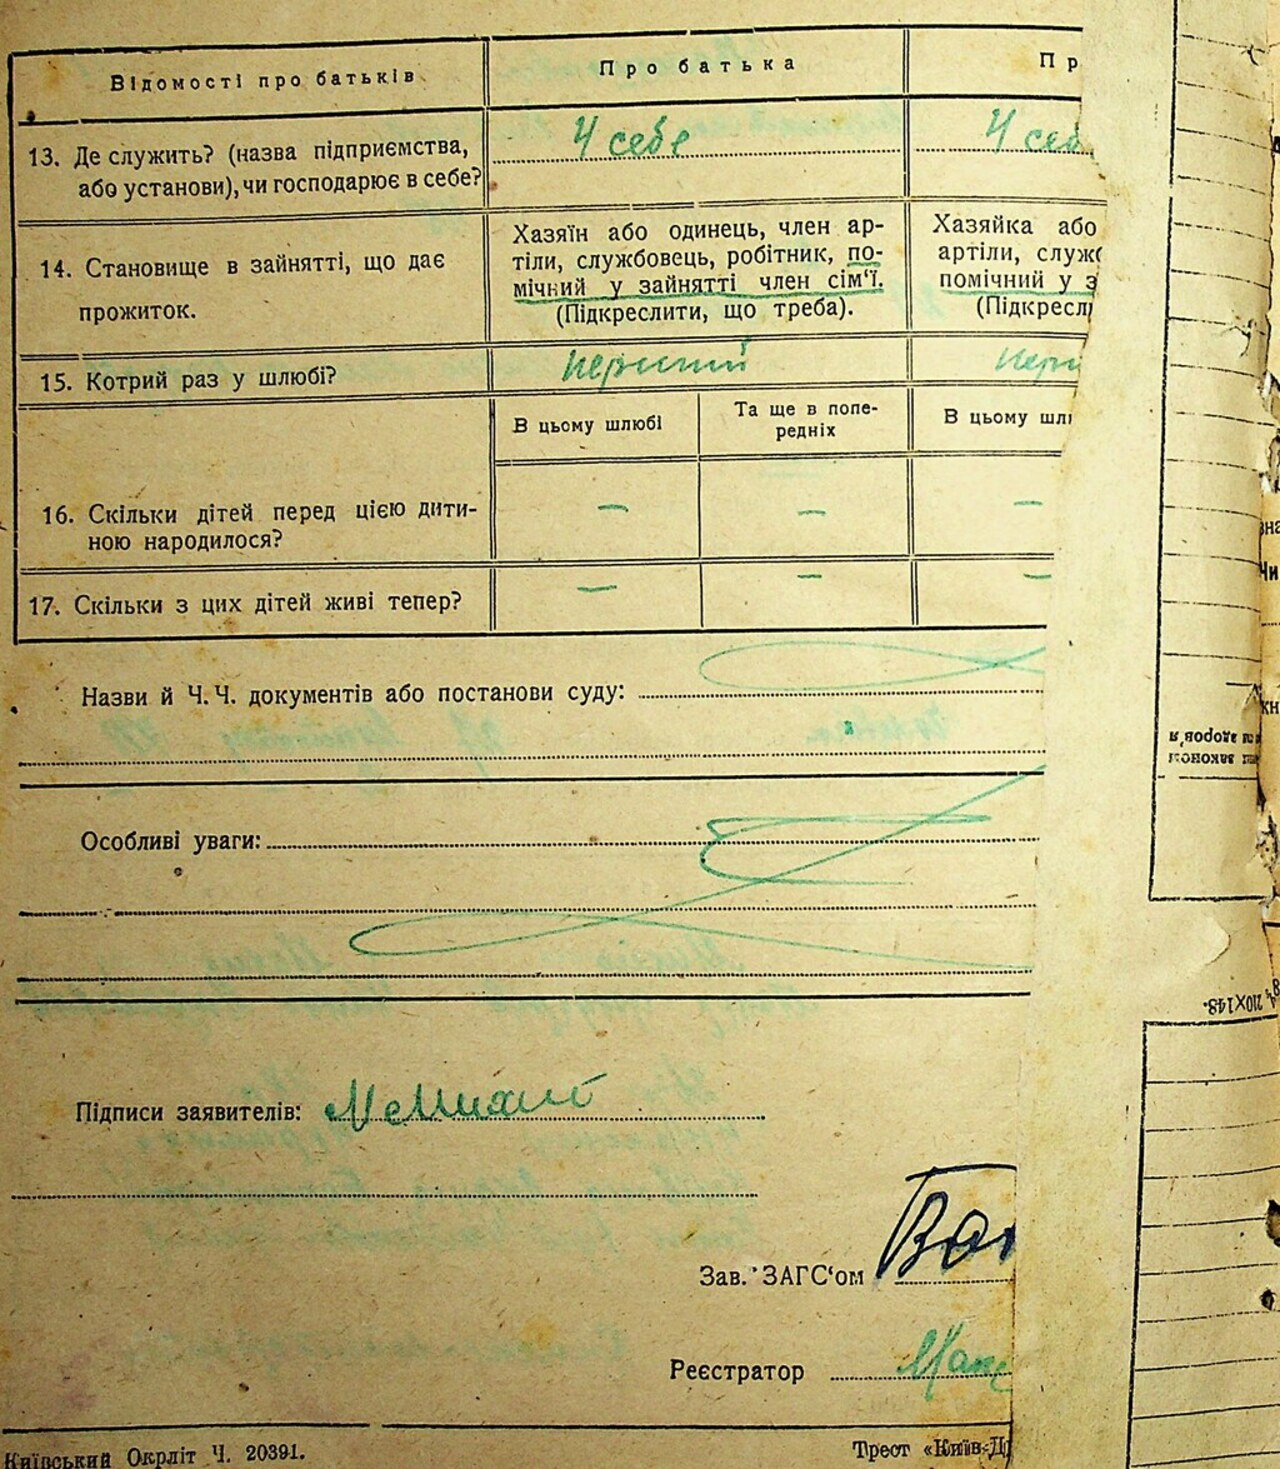 Відомості про батьків Про батька Пр
13. Де служить? (назва підприємства, або установи), чи господарює в себе? У себе У себ
14. Становище в зайнятті, що дає прожиток.
Хазяїн або одинець, член ар-
тіли, службовець, робітник, по-
мічний у зайнятті член сім'ї.
(Підкреслити, що треба).
Хазяйка або
артіли, служ
помічний у з
(Підкресл
15. Котрий раз у шлюбі? перший пер
В цьому шлюбі
Та ще в попе-
редніх
В цьому шл
16. Скільки дітей перед цією дити-
ною народилося? — — —
17. Скільки з цих дітей живі тепер? — — —
Назви й Ч.Ч. документів або постанови суду:
Особливі уваги:
Підписи заявителів:
Зав. ЗАГС'ом
Реєстратор
Київський Окрліт Ч. 20391. Трест «Київ-Д
210×148.